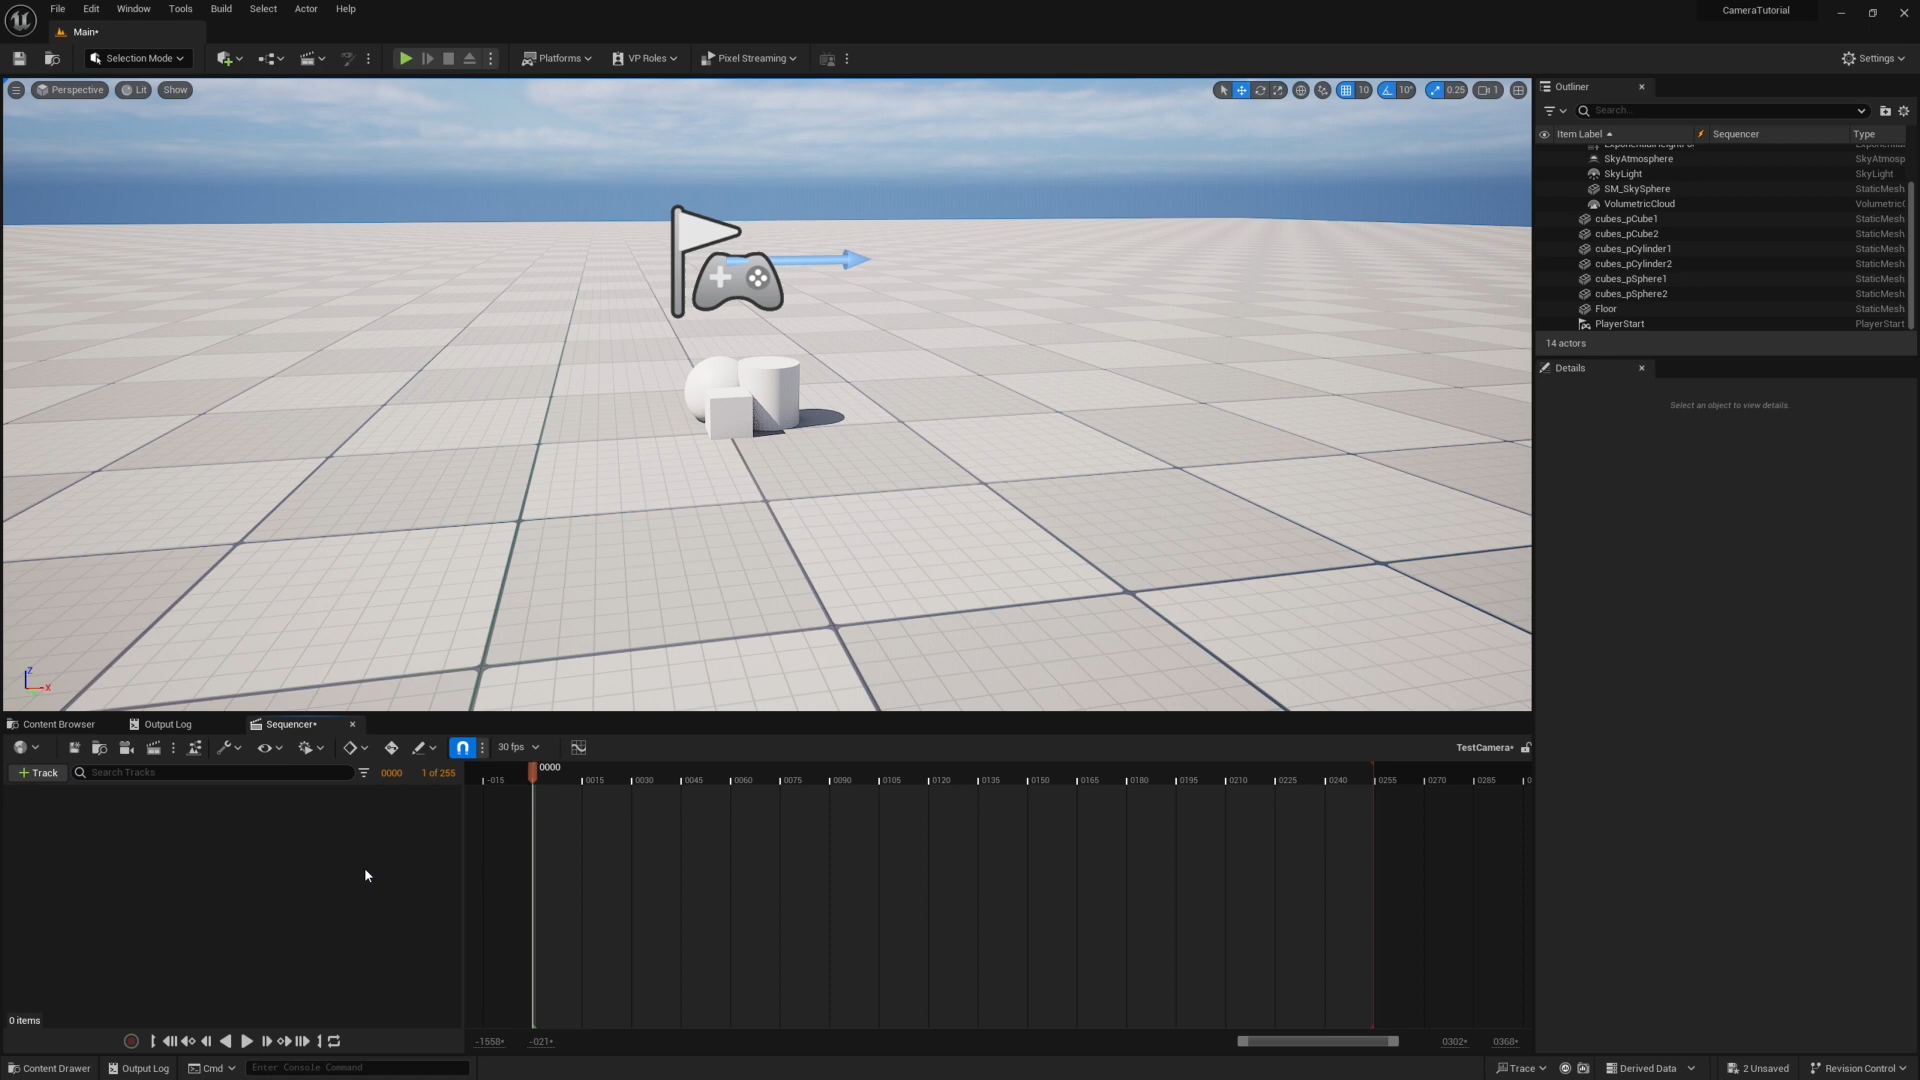 File Edit Window Tools Build Select Actor Help
CameraTutorial
Main•
Selection Mode
Platforms
VP Roles
Pixel Streaming
Settings
Perspective Lit Show
10 10° 0.25 1
Outliner
Search...
Item Label Sequencer Type
SkyAtmosphere SkyAtmosp
SkyLight SkyLight
SM_SkySphere StaticMesh
VolumetricCloud Volumetric(
cubes_pCube1 StaticMesh
cubes_pCube2 StaticMesh
cubes_pCylinder1 StaticMesh
cubes_pCylinder2 StaticMesh
cubes_pSphere1 StaticMesh
cubes_pSphere2 StaticMesh
Floor StaticMesh
PlayerStart PlayerStart
14 actors
Details
Select an object to view details.
Z
X
Content Browser Output Log Sequencer•
30 fps
TestCamera•
+ Track Search Tracks 0000 1 of 255
0000
-015 0015 0030 0045 0060 0075 0090 0105 0120 0135 0150 0165 0180 0195 0210 0225 0240 0255 0270 0285 0
0 items
-1558• -021• 0302• 0368•
Content Drawer Output Log Cmd Enter Console Command
Trace Derived Data 2 Unsaved Revision Control